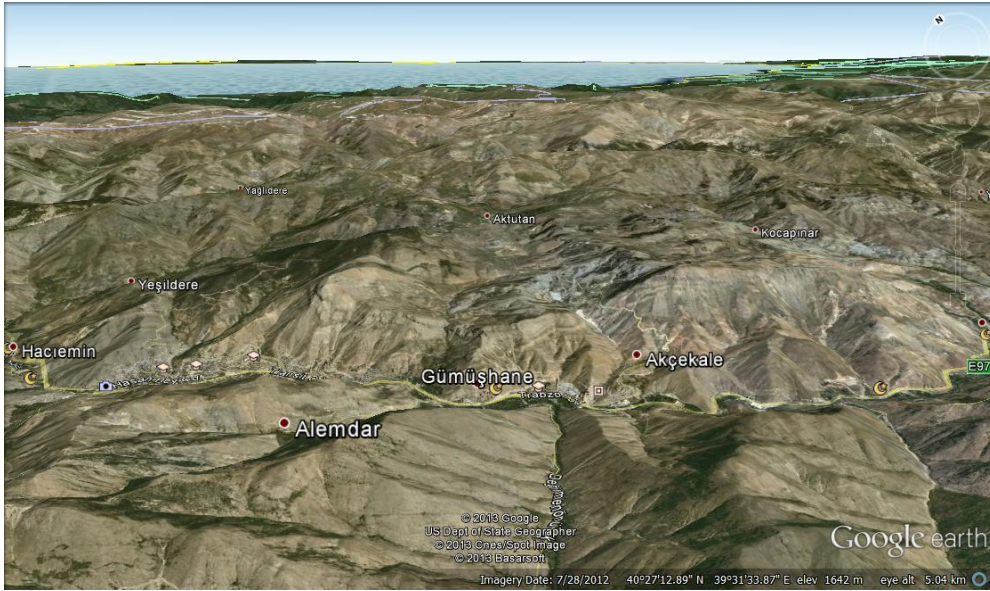 N
Yağlıdere
Aktutan
Kocapınar
Yeşildere
Hacıemin
Akçekale
Gümüşhane
E97
Alemdar
© 2013 Google
US Dept of State Geographer
© 2013 Cnes/Spot Image
© 2013 Basarsoft
Google earth
Imagery Date: 7/28/2012 40°27'12.89" N 39°31'33.87" E elev 1642 m eye alt 5.04 km